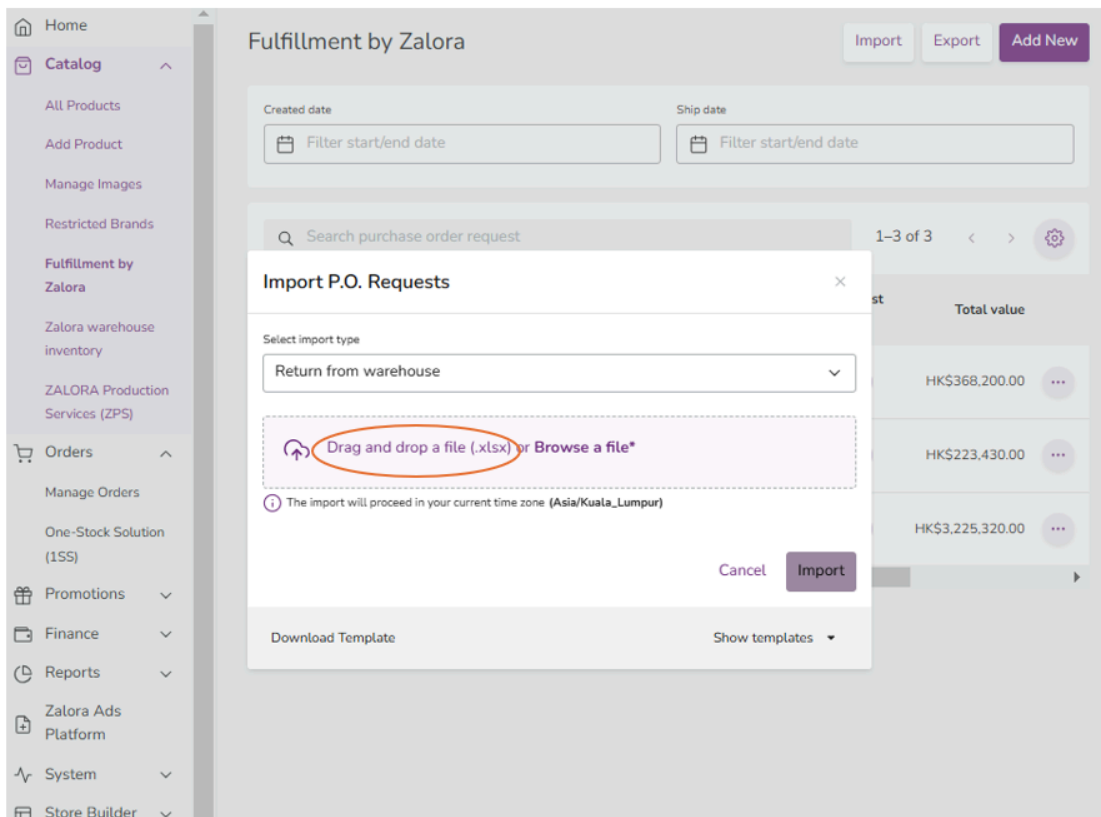 Home
Catalog
All Products
Add Product
Manage Images
Restricted Brands
Fulfillment by
Zalora
Zalora warehouse
inventory
ZALORA Production
Services (ZPS)
Orders
Manage Orders
One-Stock Solution
(1SS)
Promotions
Finance
Reports
Zalora Ads
Platform
System
Store Builder
Fulfillment by Zalora
Import
Export
Add New
Created date
Filter start/end date
Ship date
Filter start/end date
Search purchase order request
1–3 of 3
st
Total value
HK$368,200.00
HK$223,430.00
HK$3,225,320.00
Import P.O. Requests
Select import type
Return from warehouse
Drag and drop a file (.xlsx) or Browse a file*
The import will proceed in your current time zone (Asia/Kuala_Lumpur)
Cancel
Import
Download Template
Show templates